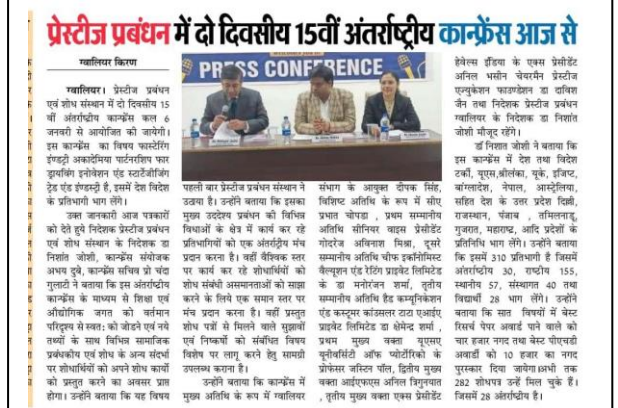 प्रेस्टीज प्रबंधन में दो दिवसीय 15वीं अंतर्राष्ट्रीय कान्फ्रेंस आज से
ग्वालियर किरण
ग्वालियर। प्रेस्टीज प्रबंधन
एवं शोध संस्थान में दो दिवसीय 15
वीं अंतर्राष्टीय कान्फ्रेंस कल 6
जनवरी से आयोजित की जायेगी।
इस कान्फ्रेंस का विषय फास्टेरिंग
इंण्डट्री अकादेमिया पार्टनरशिप फार
ड्रायविंग इनोवेशन एंड स्टार्टेजीजिंग
ट्रेड एंड इंण्डस्ट्री है, इसमें देश विदेश
के प्रतिभागी भाग लेंगे।
उक्त जानकारी आज पत्रकारों
को देते हुये निदेशक प्रेस्टीज प्रबंधन
एवं शोध संस्थान के निदेशक डा
निशांत जोशी, कान्फ्रेंस संयोजक
अभय दुबे, कान्फ्रेंस सचिव प्रो चंदा
गुलाटी ने बताया कि इस अंतर्राष्टीय
कान्फ्रेंस के माध्यम से शिक्षा एवं
औद्योगिक जगत को वर्तमान
परिदृश्य से स्वत: को जोडने एवं नये
तथ्यों के साथ विभिन्न सामाजिक
प्रबंधकीय एवं शोध के अन्य संदर्भा
पर शोधार्थियों को अपने शोध कार्यो
को प्रस्तुत करने का अवसर प्राप्त
होगा। उन्होंने बताया कि यह विषय
PRESS CONFERENCE
पहली बार प्रेस्टीज प्रबंधन संस्थान ने
उठाया है। उन्होंने बताया कि इसका
मुख्य उददेश्य प्रबंधन की विभिन्न
विधाओं के क्षेत्र में कार्य कर रहे
प्रतिभागियों को एक अंतर्राष्टीय मंच
प्रदान करना है। वहीं वैश्विक स्तर
पर कार्य कर रहे शोधार्थियों को
शोध संबंधी असमानताओं को साझा
करने के लिये एक समान स्तर पर
मंच प्रदान करना है। वहीं प्रस्तुत
शोध पत्रों से मिलने वाले सुझावों
एवं निष्कर्षो को संबंधित विषय
विशेष पर लागू करने हेतु सामग्री
उपलब्ध कराना है।
उन्होंने बताया कि कान्फ्रेंस में
मुख्य अतिथि के रूप में ग्वालियर
संभाग के आयुक्त दीपक सिंह,
विशिष्ट अतिथि के रूप में सीए
प्रभात चोपडा , प्रथम सम्मानीय
अतिथि सीनियर वाइस प्रेसीडेंट
गोदरेज अविनाश मिश्रा, दूसरे
सम्मानीय अतिथि चीफ इकॉनोमिस्ट
वैल्यूशन एंड रेटिंग प्राइवेट लिमिटेड
के डा मनोरंजन शर्मा, तृतीय
सम्मानीय अतिथि हैड कम्यूनिकेशन
एंड कस्टूमर कांउसलर टाटा एआईए
प्राइवेट लिमिटेड डा क्षेमेन्द्र शर्मा ,
प्रथम मुख्य वक्ता यूएसए
यूनीवर्सिटी ऑफ प्योर्टोरिको के
प्रोफेसर जस्टिन पॉल, द्वितीय मुख्य
वक्ता आईएफएस अनिल त्रिगुनयात
, तृतीय मुख्य वक्ता एक्स प्रेसीडेंट
हेवेल्स इंडिया के एक्स प्रेसीडेंट
अनिल भसीन चेयरमैन प्रेस्टीज
एज्युकेशन फाउण्डेशन डा दाविश
जैन तथा निदेशक प्रेस्टीज प्रबंधन
ग्वालियर के निदेशक डा निशांत
जोशी मौजूद रहेंगे।
डॉ निशांत जोशी ने बताया कि
इस कान्फ्रेंस में देश तथा विदेश
टर्की, यूएस,श्रीलंका, यूके, इजिप्ट,
बांग्लादेश, नेपाल, आस्ट्रेलिया,
सहित देश के उत्तर प्रदेश दिल्ली,
राजस्थान, पंजाब , तमिलनाडू,
गुजरात, महाराष्ट, आदि प्रदेशों के
प्रतिनिधि भाग लेंगे। उन्होंने बताया
कि इसमें 310 प्रतिभागी है जिसमें
अंतर्राष्टीय 30, राष्टीय 155,
स्थानीय 57, संस्थागत 40 तथा
विद्यार्थी 28 भाग लेंगे। उन्होंने
बताया कि सात विषयों में बेस्ट
रिसर्च पेपर अवार्ड पाने वाले को
चार हजार नगद तथा बेस्ट पीएचडी
अवार्डी को 10 हजार का नगद
पुरस्कार दिया जायेगा।अभी तक
282 शोधपत्र उन्हें मिल चुके हैं।
जिसमें 28 अंतर्राष्टीय है।